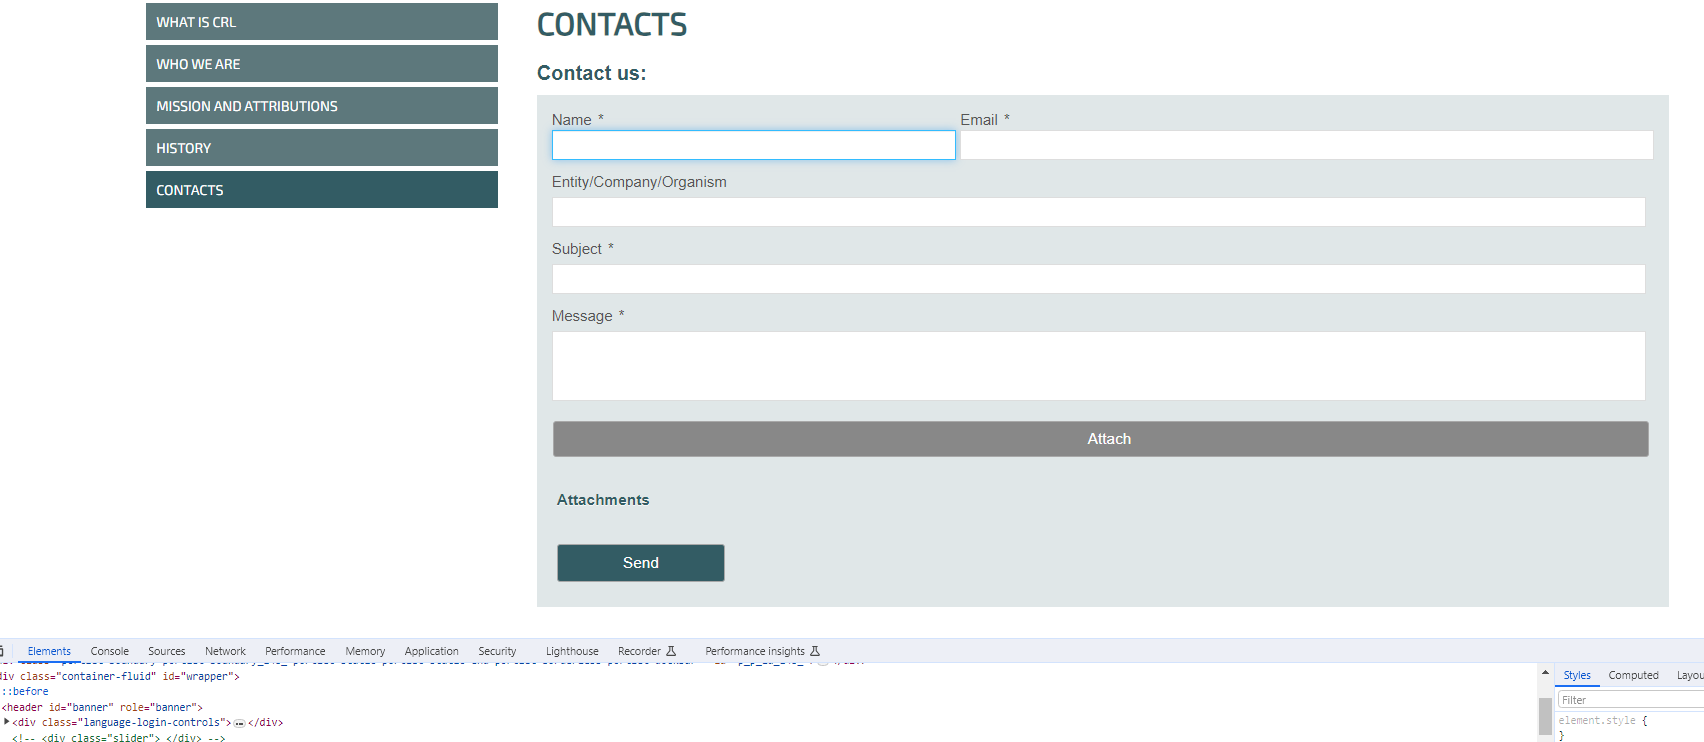 WHAT IS CRL
WHO WE ARE
MISSION AND ATTRIBUTIONS
HISTORY
CONTACTS
CONTACTS
Contact us:
Name *
Email *
Entity/Company/Organism
Subject *
Message *
Attach
Attachments
Send
Elements Console Sources Network Performance Memory Application Security Lighthouse Recorder Performance insights
div class="container-fluid" id="wrapper">
::before
<header id="banner" role="banner">
<div class="language-login-controls">…</div>
<!-- <div class="slider"> </div> -->
Styles Computed Layou
Filter
element.style {
}